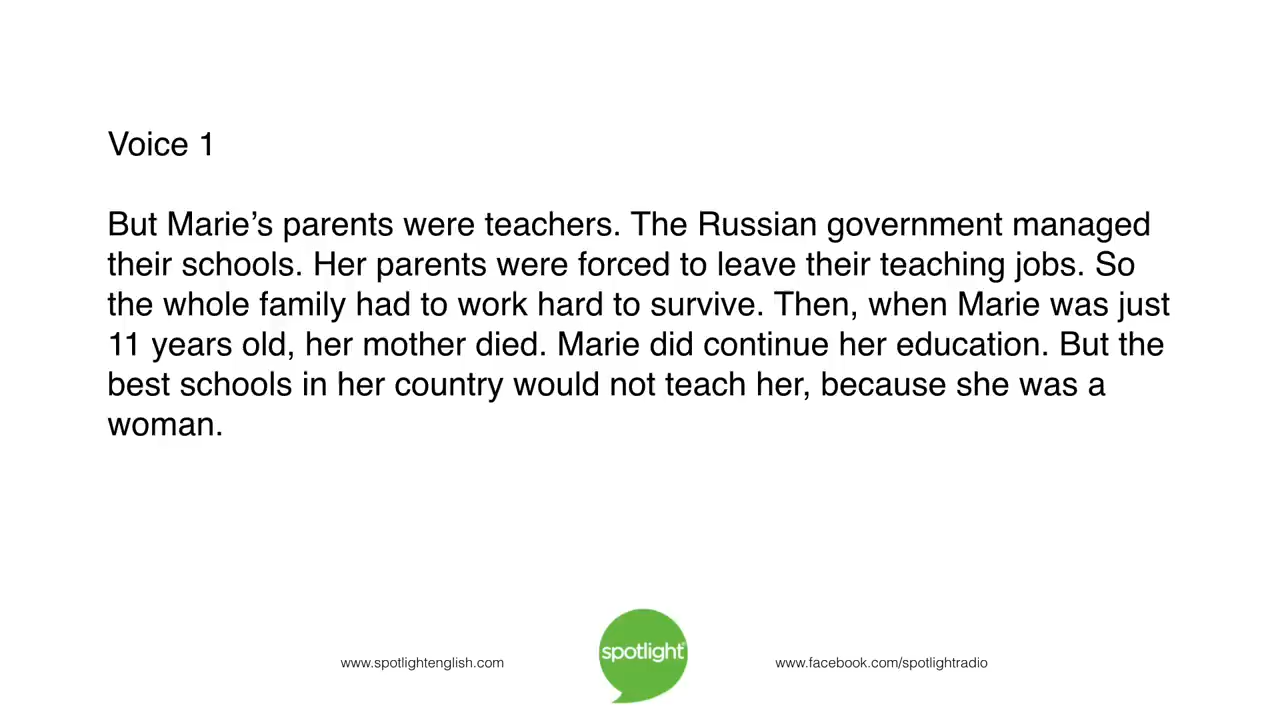 Voice 1
But Marie’s parents were teachers. The Russian government managed
their schools. Her parents were forced to leave their teaching jobs. So
the whole family had to work hard to survive. Then, when Marie was just
11 years old, her mother died. Marie did continue her education. But the
best schools in her country would not teach her, because she was a
woman.
www.spotlightenglish.com
spotlight®
www.facebook.com/spotlightradio